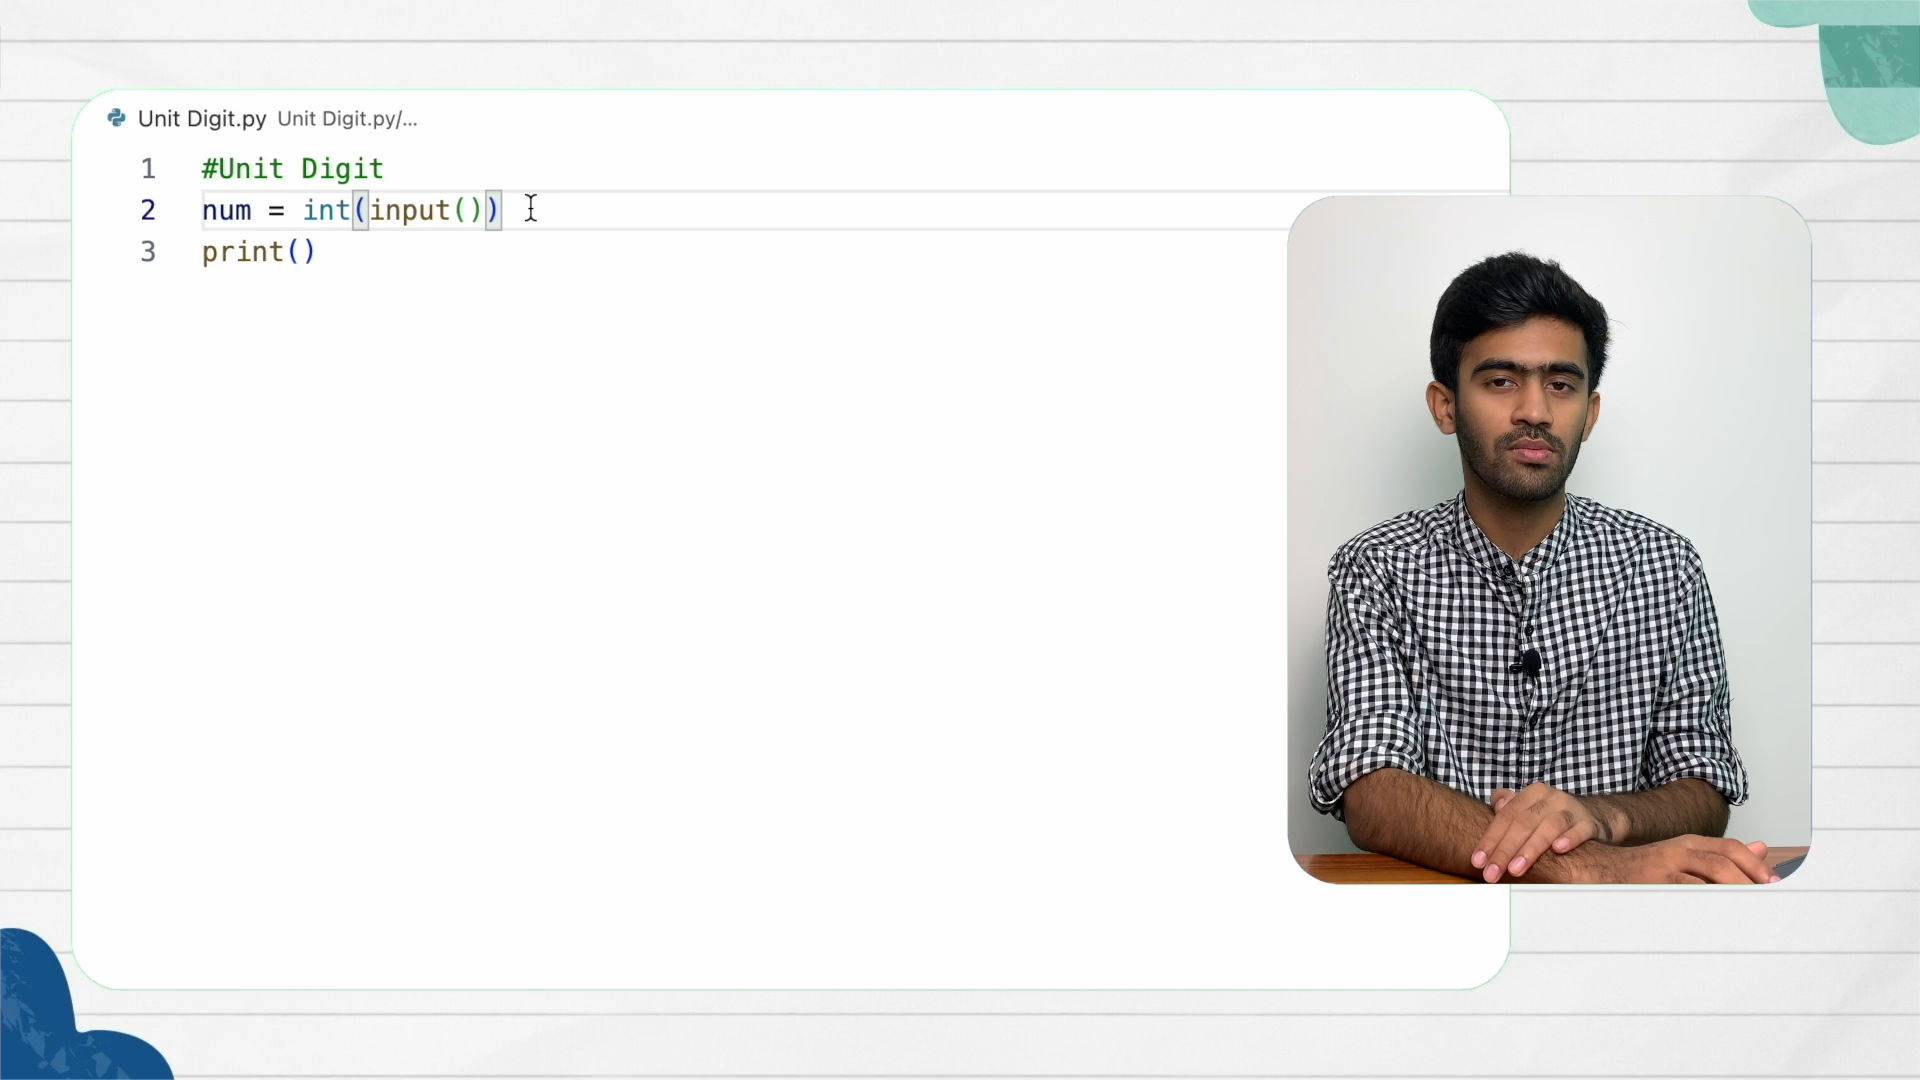 Unit Digit.py Unit Digit.py/...
1 #Unit Digit
2 num = int(input())
3 print()